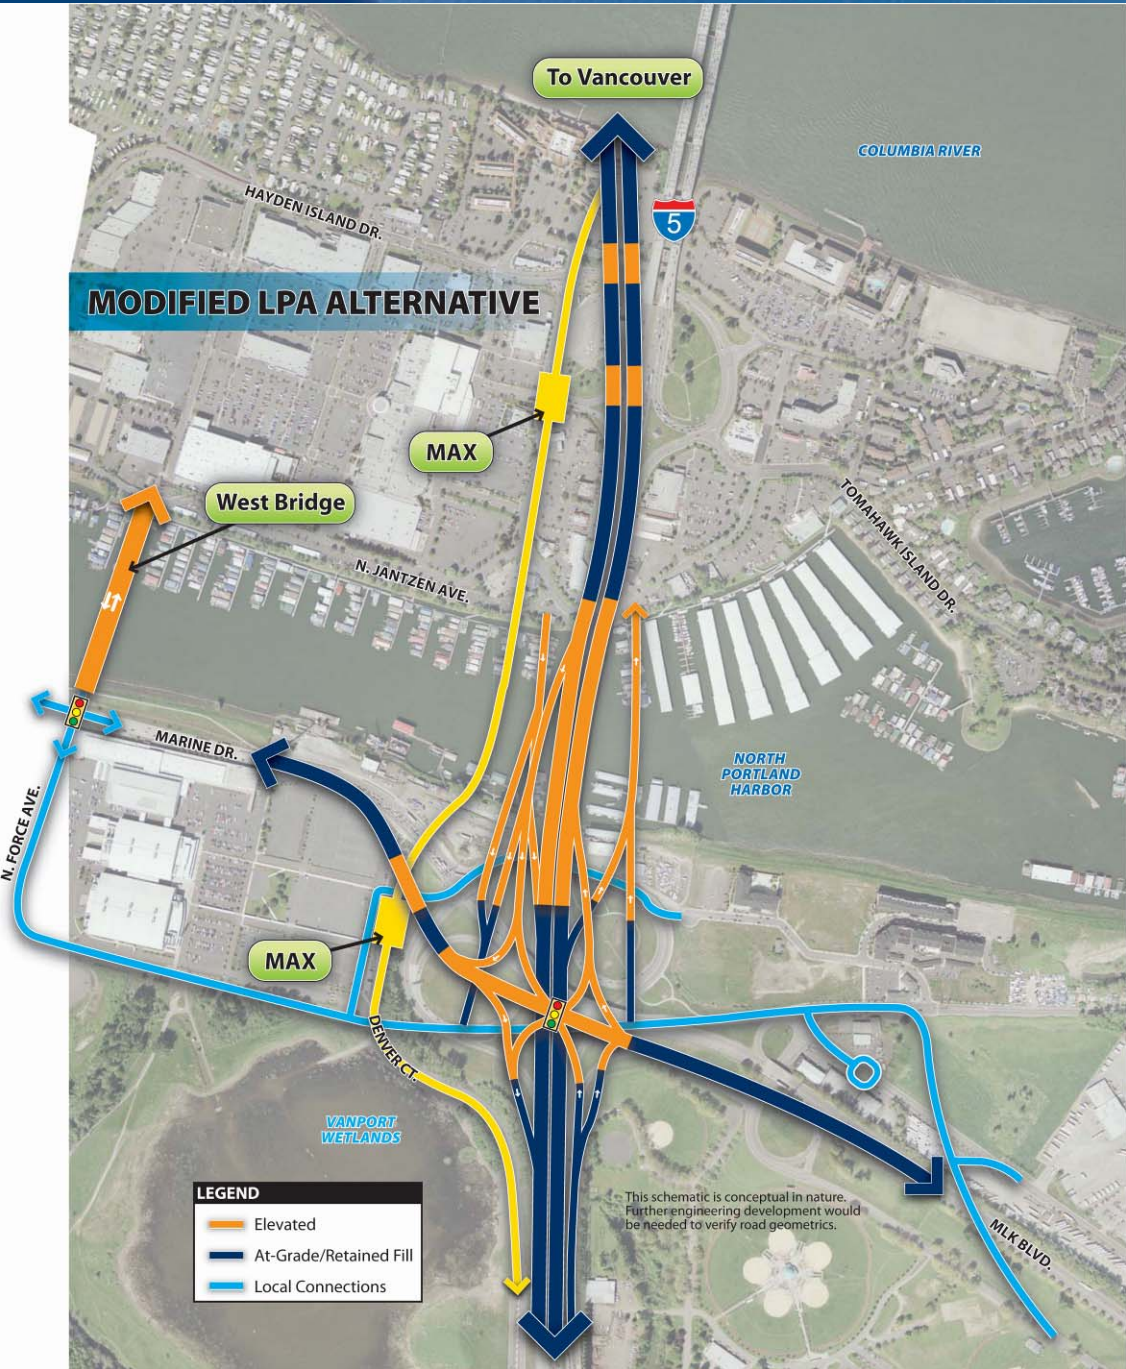 To Vancouver
COLUMBIA RIVER
HAYDEN ISLAND DR.
5
MODIFIED LPA ALTERNATIVE
MAX
West Bridge
TOMAHAWK ISLAND DR.
N. JANTZEN AVE.
MARINE DR.
NORTH
PORTLAND
HARBOR
N. FORCE AVE.
MAX
DENVER CT.
VANPORT
WETLANDS
LEGEND
Elevated
At-Grade/Retained Fill
Local Connections
This schematic is conceptual in nature.
Further engineering development would
be needed to verify road geometrics.
MLK BLVD.